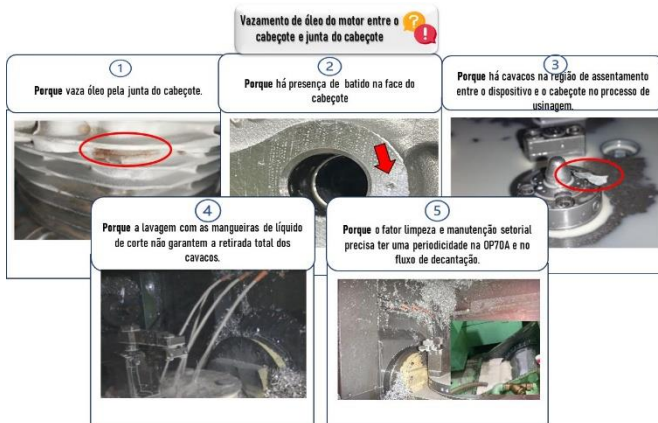 Vazamento de óleo do motor entre o
cabeçote e junta do cabeçote
?
!
1
Porque vaza óleo pela junta do cabeçote.
2
Porque há presença de batido na face do
cabeçote
3
Porque há cavacos na região de assentamento
entre o dispositivo e o cabeçote no processo de
usinagem.
4
Porque a lavagem com as mangueiras de líquido
de corte não garantem a retirada total dos
cavacos.
5
Porque o fator limpeza e manutenção setorial
precisa ter uma periodicidade na OP70A e no
fluxo de decantação.